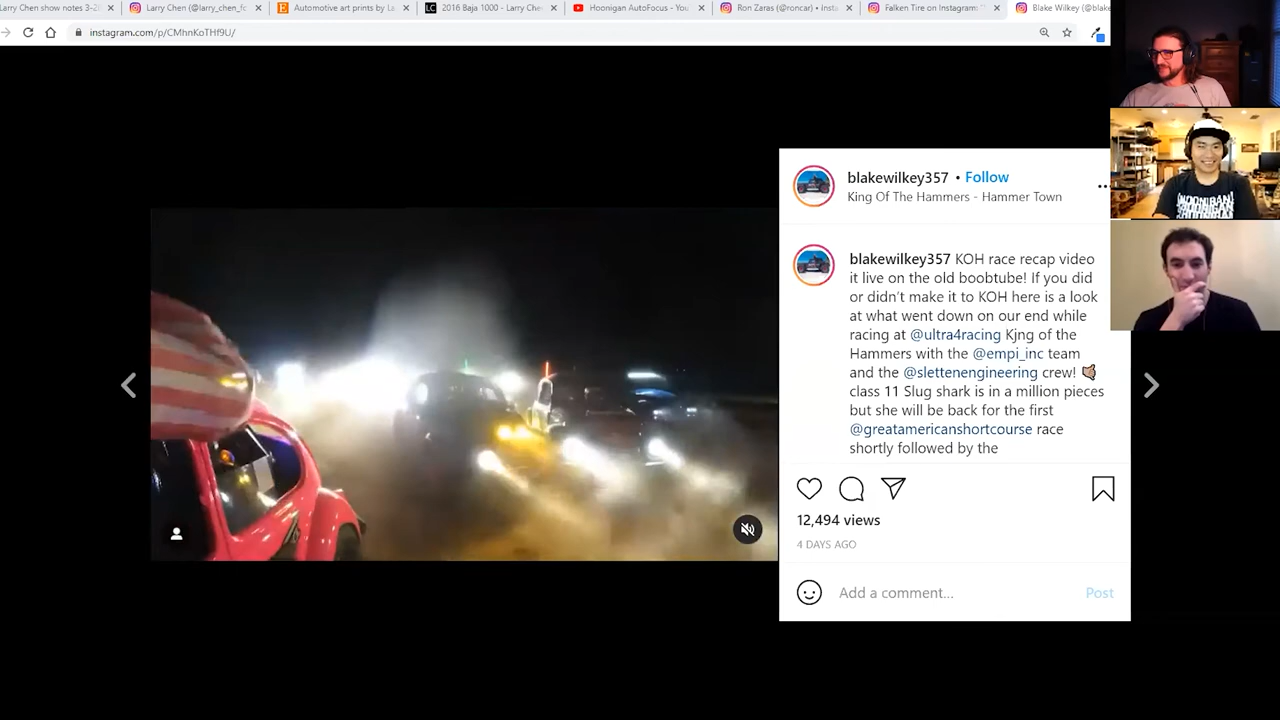 Larry Chen show notes 3-2
Larry Chen (@larry_chen_fo
Automotive art prints by La
LC
2016 Baja 1000 - Larry Che
Hoonigan AutoFocus - You
Ron Zaras (@roncar) • Insta
Falken Tire on Instagram: "
Blake Wilkey (@blake
instagram.com/p/CMhnKoTHf9U/
blakewilkey357 • Follow
King Of The Hammers - Hammer Town
blakewilkey357 KOH race recap video
it live on the old boobtube! If you did
or didn't make it to KOH here is a look
at what went down on our end while
racing at @ultra4racing Kjng of the
Hammers with the @empi_inc team
and the @slettenengineering crew!
class 11 Slug shark is in a million pieces
but she will be back for the first
@greatamericanshortcourse race
shortly followed by the
12,494 views
4 DAYS AGO
Add a comment...
Post
HOONIGAN